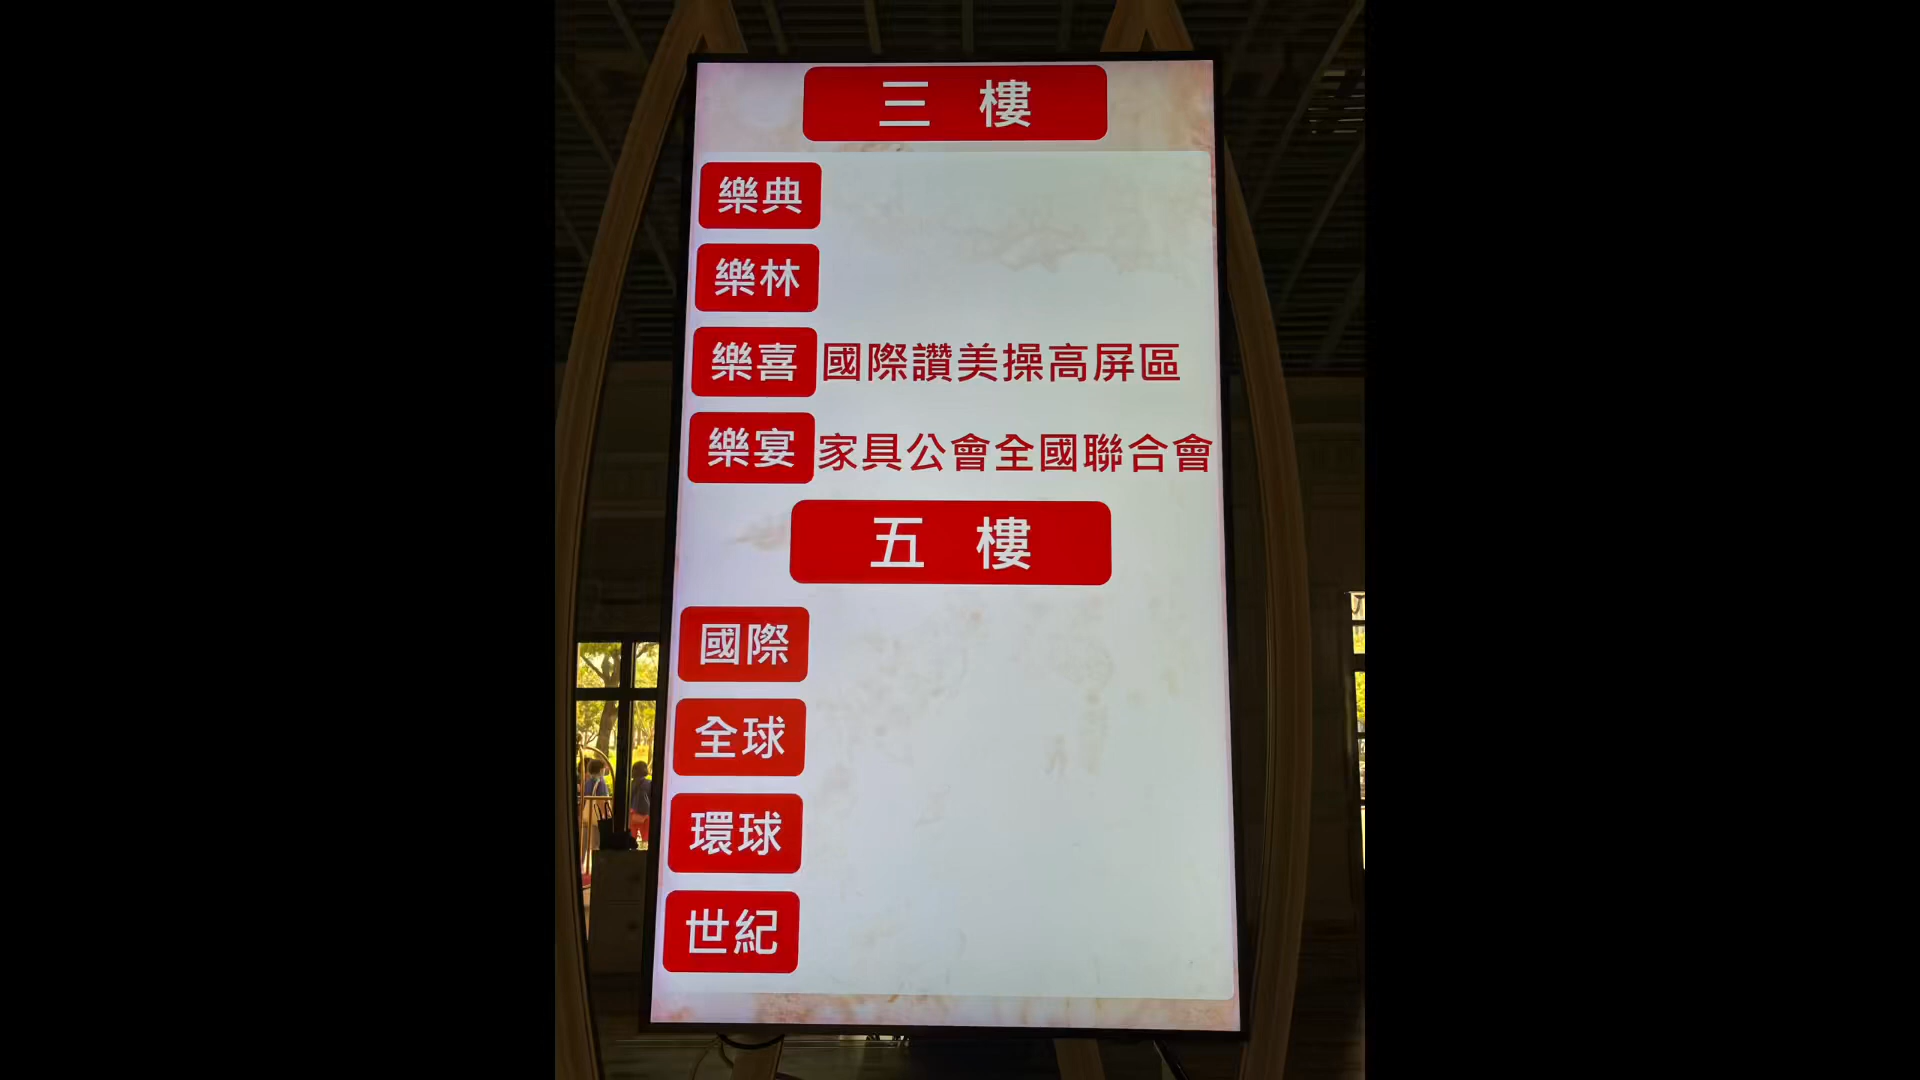 三 樓
樂典
樂林
樂喜 國際讚美操高屏區
樂宴 家具公會全國聯合會
五 樓
國際
全球
環球
世紀